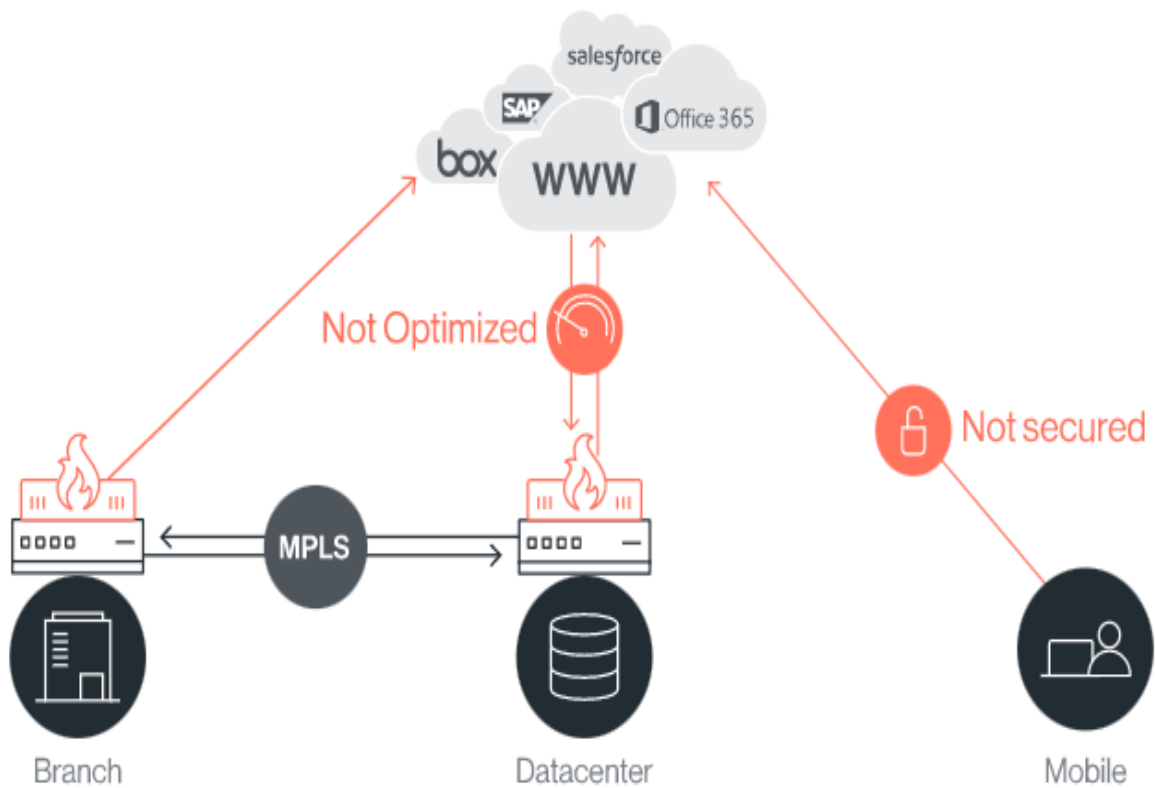 salesforce
SAP
Office 365
box
WWW
Not Optimized
Not secured
MPLS
Branch
Datacenter
Mobile